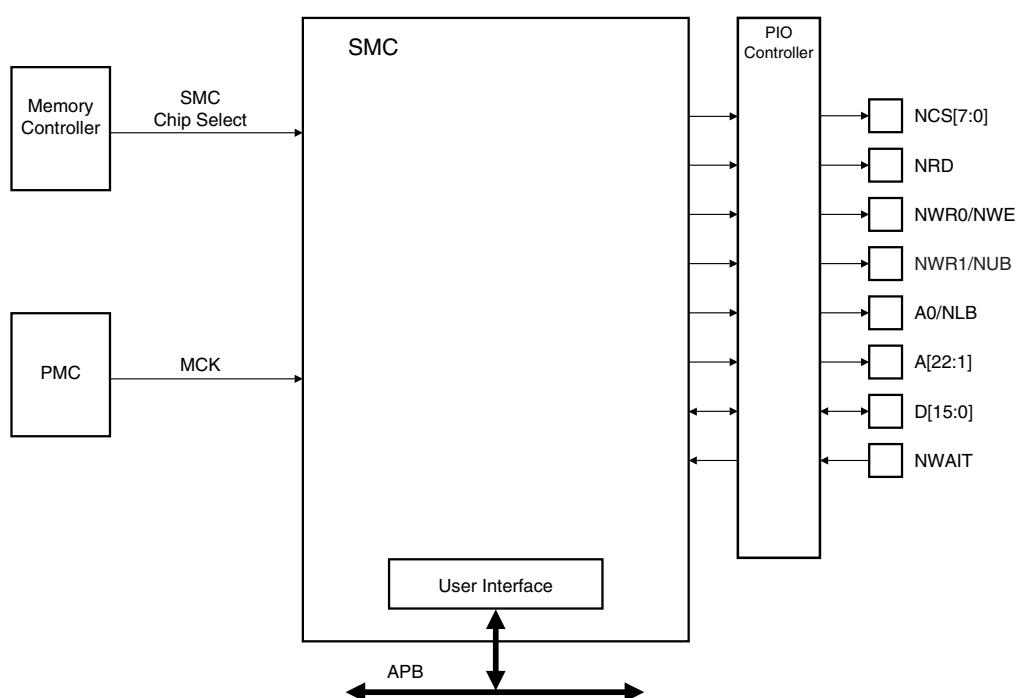 SMC
PIO
Controller
Memory
Controller
SMC
Chip Select
NCS[7:0]
NRD
NWR0/NWE
NWR1/NUB
A0/NLB
PMC
MCK
A[22:1]
D[15:0]
NWAIT
User Interface
APB